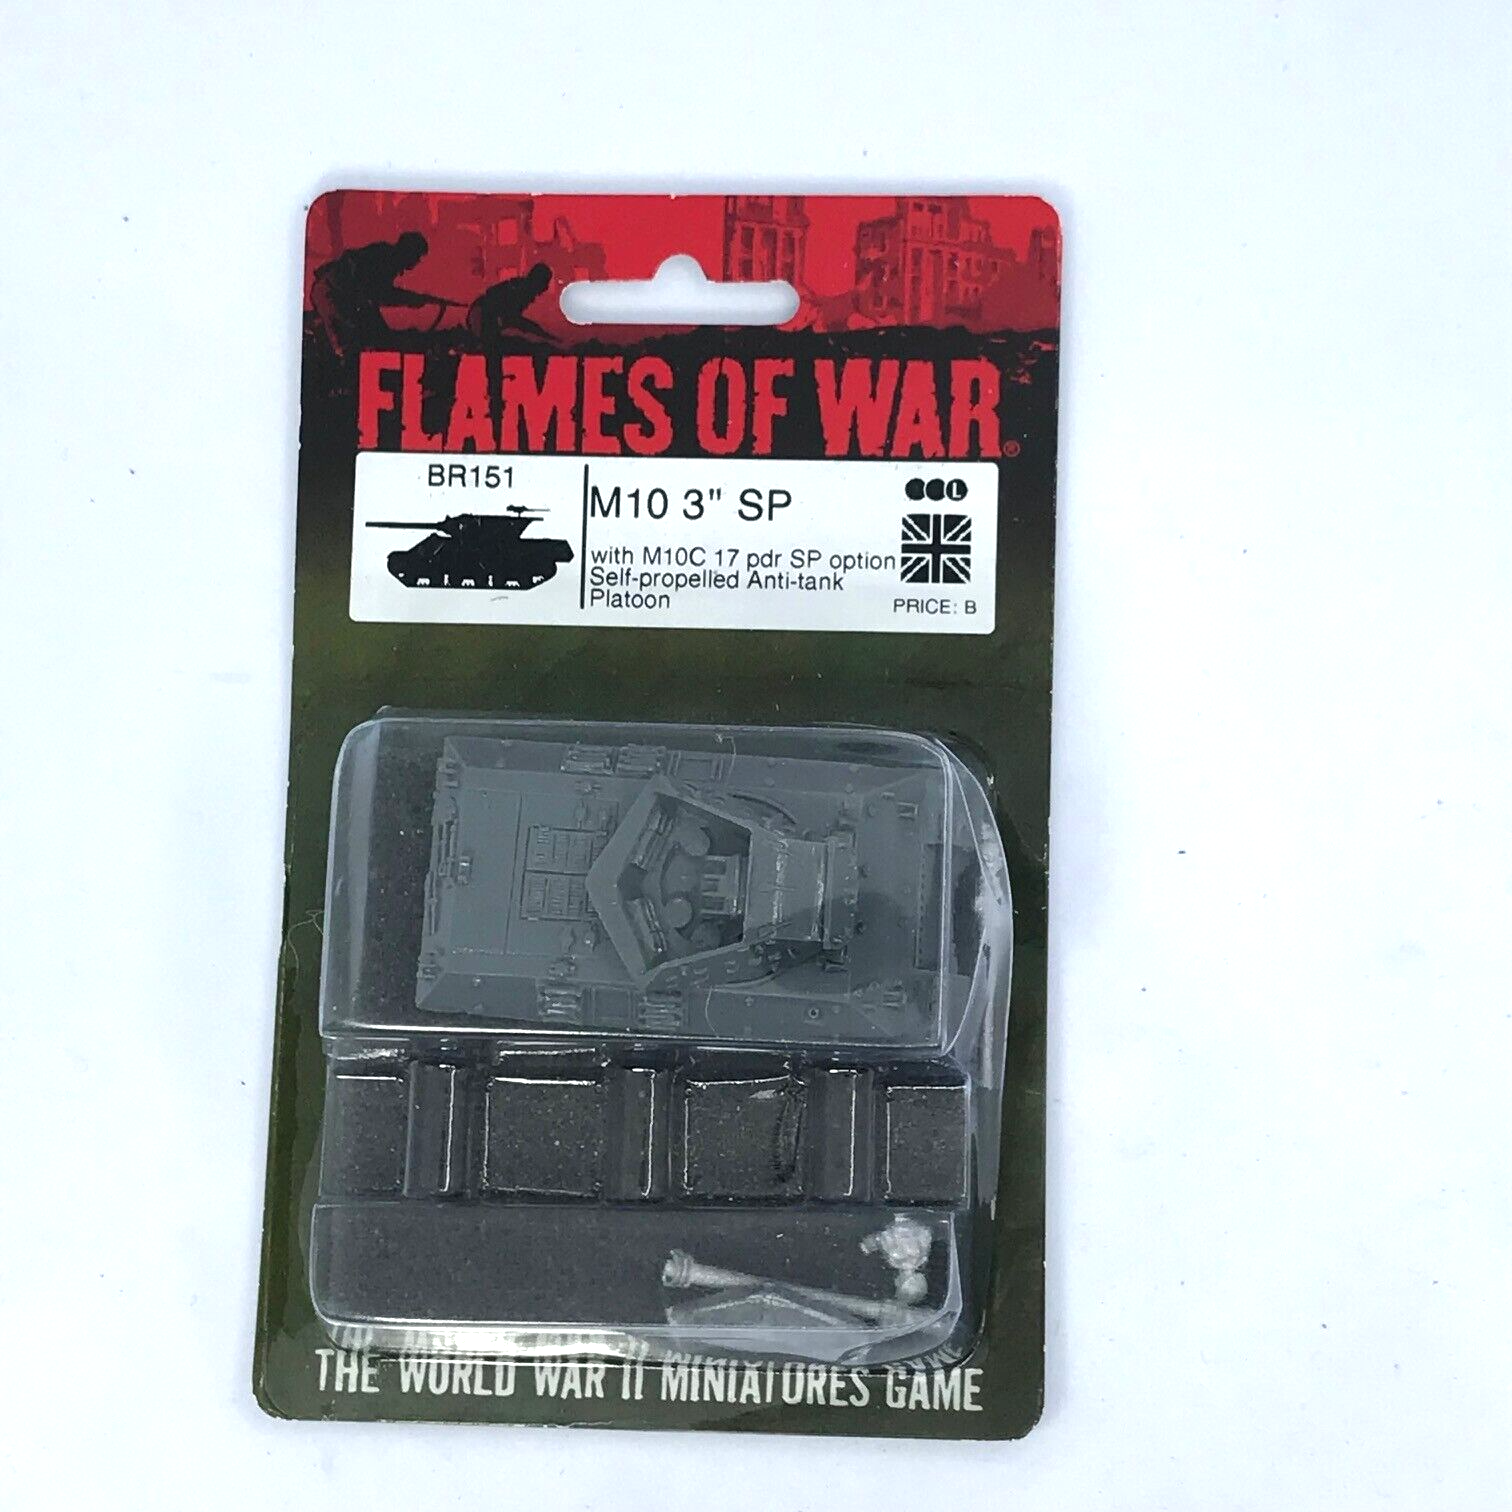 FLAMES OF WAR®
BR151
M10 3" SP
L
with M10C 17 pdr SP option
Self-propelled Anti-tank
Platoon
PRICE: B
THE WORLD WAR II MINIATURES GAME